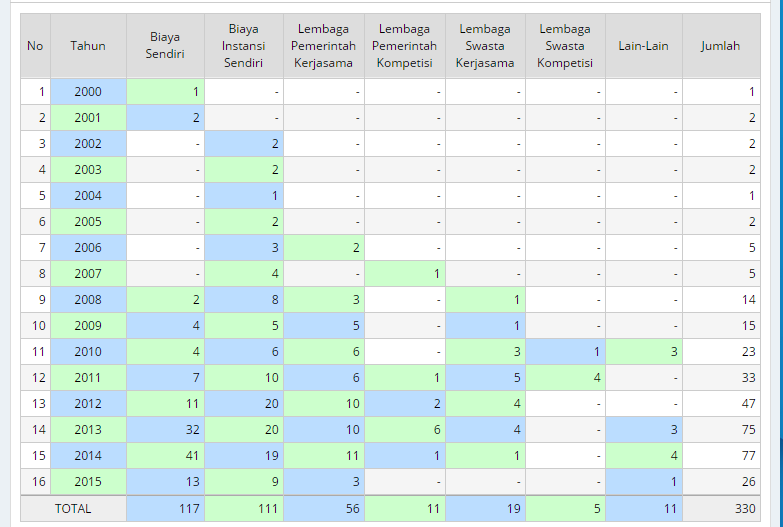 No Tahun Biaya Sendiri Biaya Instansi Sendiri Lembaga Pemerintah Kerjasama Lembaga Pemerintah Kompetisi Lembaga Swasta Kerjasama Lembaga Swasta Kompetisi Lain-Lain Jumlah
1 2000 1 - - - - - - 1
2 2001 2 - - - - - - 2
3 2002 - 2 - - - - - 2
4 2003 - 2 - - - - - 2
5 2004 - 1 - - - - - 1
6 2005 - 2 - - - - - 2
7 2006 - 3 2 - - - - 5
8 2007 - 4 - 1 - - - 5
9 2008 2 8 3 - 1 - - 14
10 2009 4 5 5 - 1 - - 15
11 2010 4 6 6 - 3 1 3 23
12 2011 7 10 6 1 5 4 - 33
13 2012 11 20 10 2 4 - - 47
14 2013 32 20 10 6 4 - 3 75
15 2014 41 19 11 1 1 - 4 77
16 2015 13 9 3 - - - 1 26
TOTAL 117 111 56 11 19 5 11 330